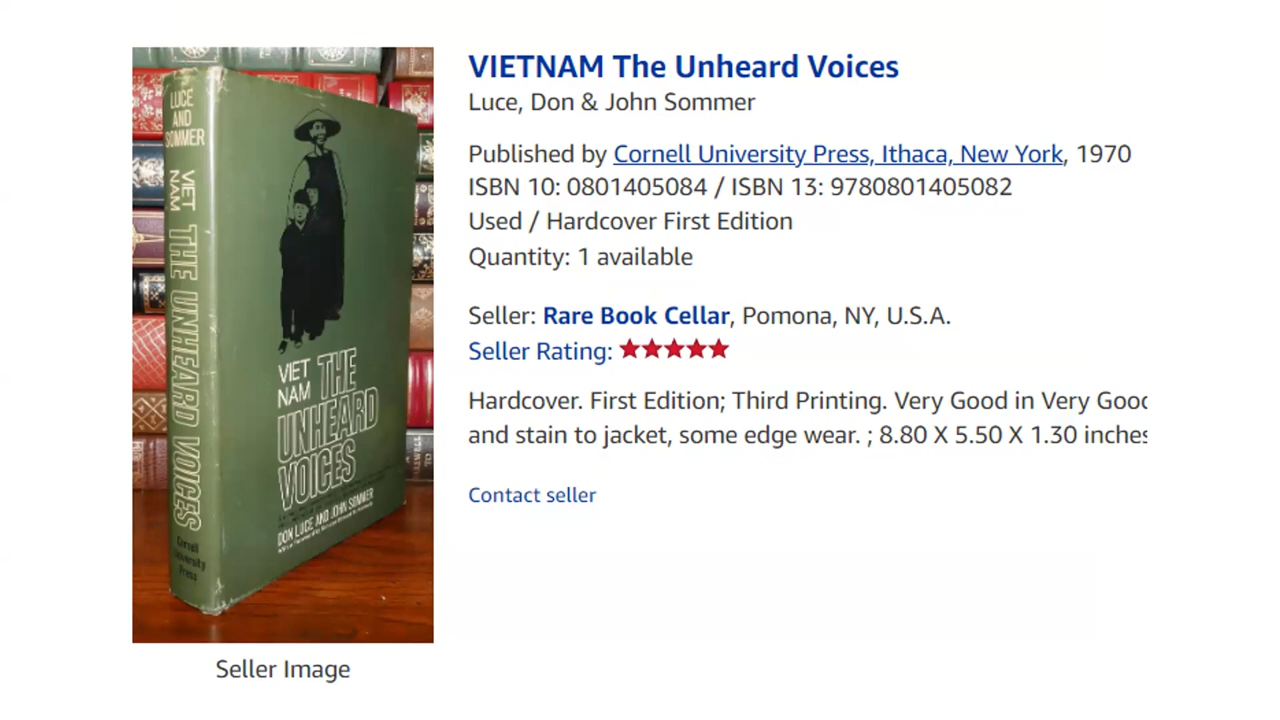 VIETNAM The Unheard Voices
Luce, Don & John Sommer
Published by Cornell University Press, Ithaca, New York, 1970
ISBN 10: 0801405084 / ISBN 13: 9780801405082
Used / Hardcover First Edition
Quantity: 1 available
Seller: Rare Book Cellar, Pomona, NY, U.S.A.
Seller Rating:
Hardcover. First Edition; Third Printing. Very Good in Very Good
and stain to jacket, some edge wear. ; 8.80 X 5.50 X 1.30 inches
Contact seller
LUCE
AND
SOMMER
VIET
NAM
THE UNHEARD VOICES
Cornell
University
Press
VIET
NAM
THE
UNHEARD
VOICES
DON LUCE AND JOHN SOMMER
Seller Image